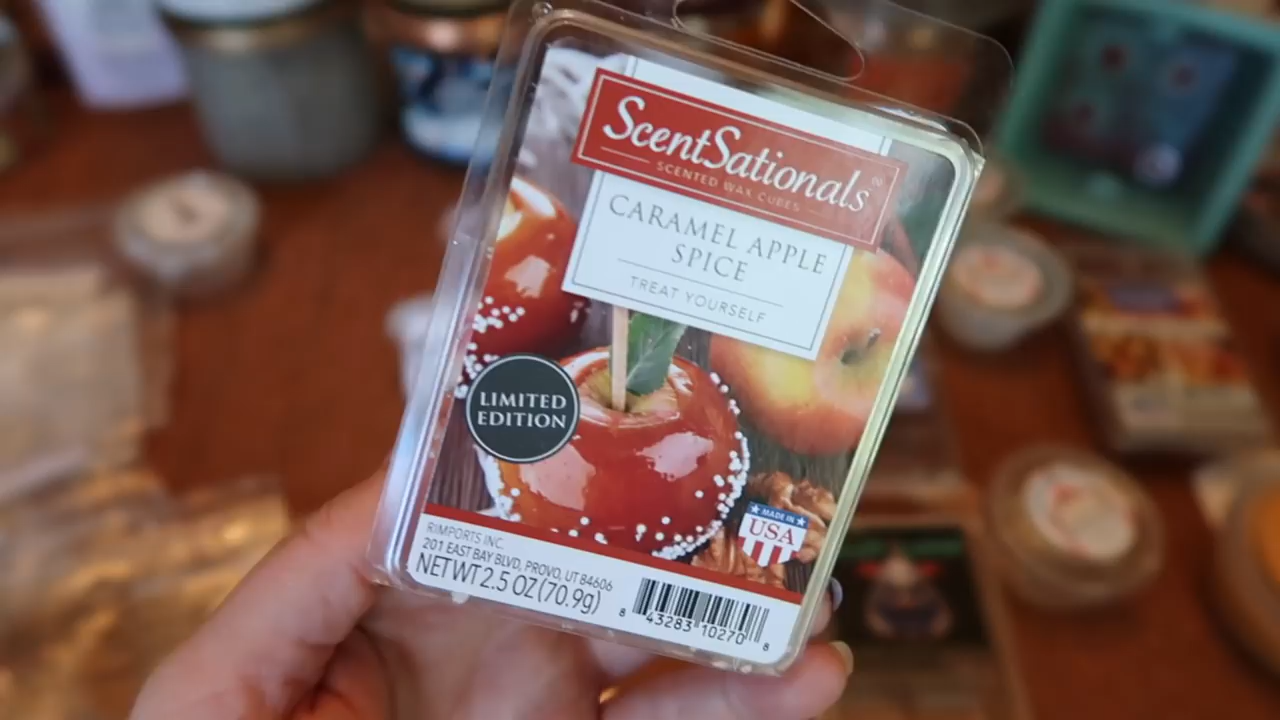 ScentSationals
SCENTED WAX CUBES
CARAMEL APPLE
SPICE
TREAT YOURSELF
LIMITED
EDITION
MADE IN
USA
RIMPORTS INC.
201 EAST BAY BLVD, PROVO, UT 84606
NET WT 2.5 OZ (70.9g)
8 43283 10270 8